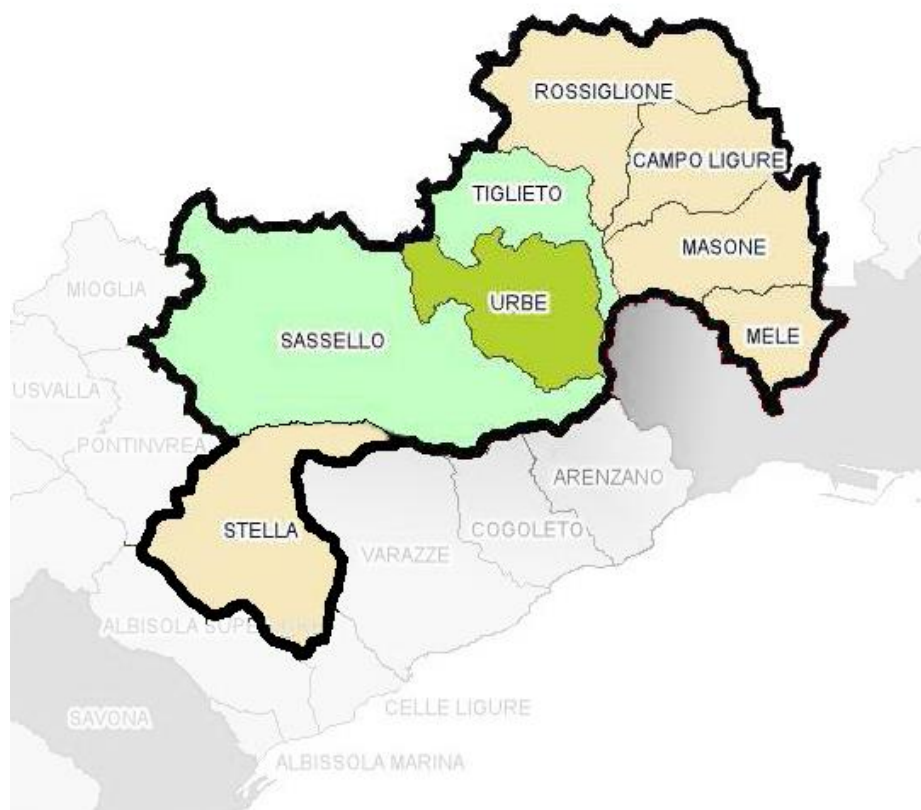 ROSSIGLIONE
CAMPO LIGURE
TIGLIETO
MASONE
MIOGLIA
URBE
SASSELLO
MELE
USVALLA
PONTINVREA
ARENZANO
STELLA
COGOLETO
VARAZZE
ALBISOLA SUPERIORE
SAVONA
CELLE LIGURE
ALBISSOLA MARINA